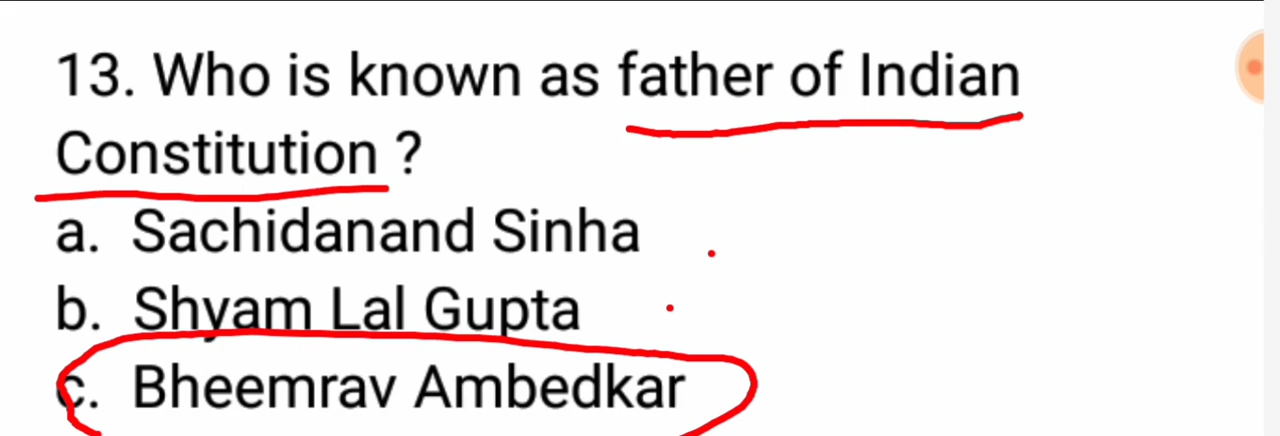 13. Who is known as father of Indian
Constitution ?
a. Sachidanand Sinha
b. Shyam Lal Gupta
c. Bheemrav Ambedkar